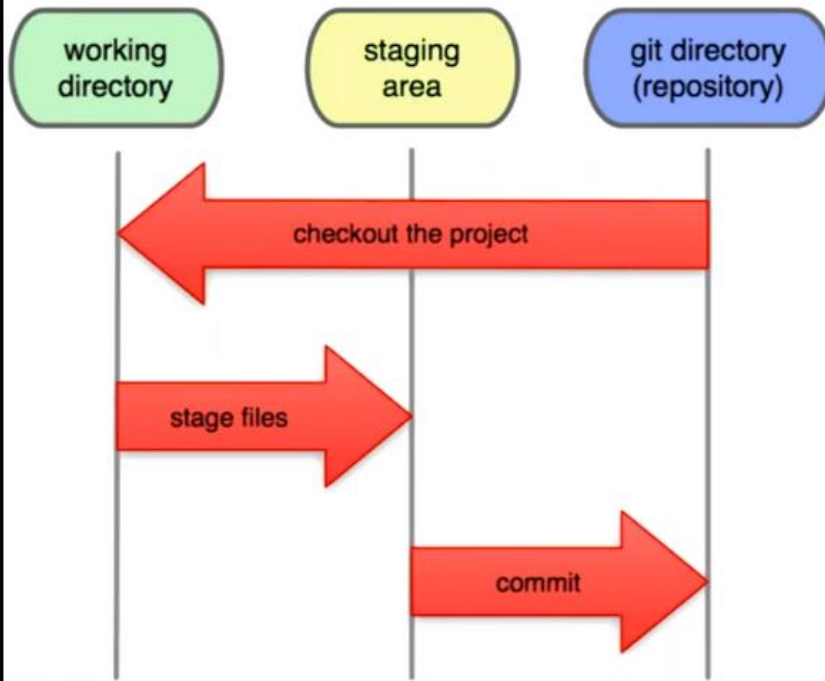 working
directory
staging
area
git directory
(repository)
checkout the project
stage files
commit